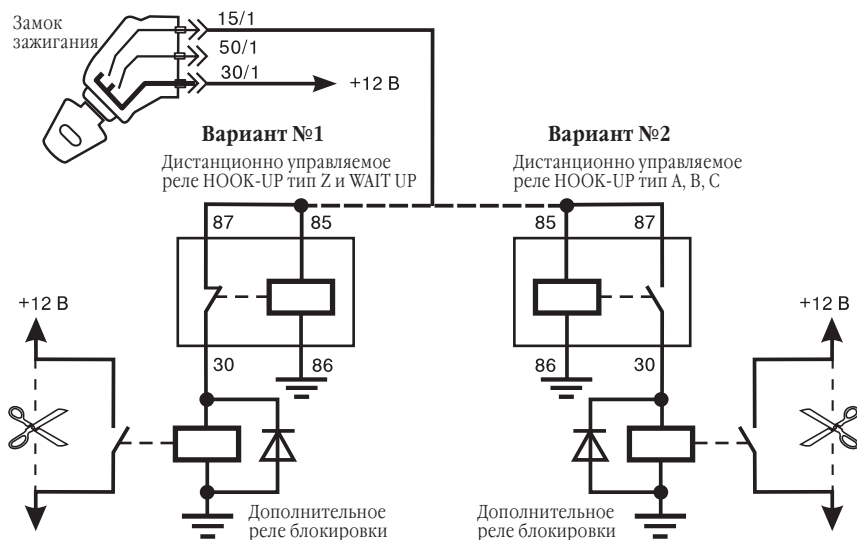 Замок
зажигания
15/1
50/1
30/1
+12 В
Вариант №1
Дистанционно управляемое
реле HOOK-UP тип Z и WAIT UP
Вариант №2
Дистанционно управляемое
реле HOOK-UP тип A, B, C
87
85
85
87
+12 В
+12 В
30
86
86
30
Дополнительное
реле блокировки
Дополнительное
реле блокировки